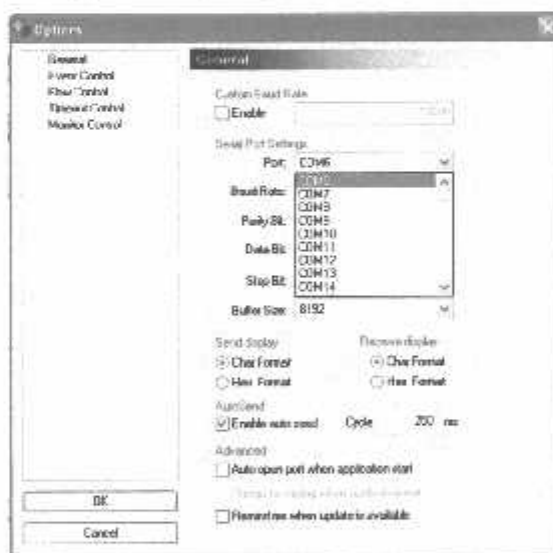 Options
General
Event Control
Flow Control
Timeout Control
Monitor Control
OK
Cancel
General
Custom Baud Rate
Enable
Serial Port Settings
Port: COM6
COM6
COM7
COM8
COM9
COM10
COM11
COM12
COM13
COM14
Baud Rate:
Parity Bit:
Data Bit:
Stop Bit:
Buffer Size: 8192
Send display
Char Format
Hex Format
Receive display
Char Format
Hex Format
AutoSend
Enable auto send Cycle 250 ms
Advanced
Auto open port when application start
Remind me when update is available